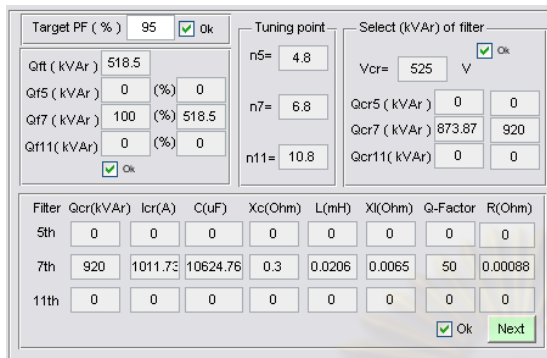 Target PF ( % ) 95 Ok
Qft ( kVAr ) 518.5
Qf5 ( kVAr ) 0 (%) 0
Qf7 ( kVAr ) 100 (%) 518.5
Qf11( kVAr) 0 (%) 0
Ok
Tuning point
n5= 4.8
n7= 6.8
n11= 10.8
Select (kVAr) of filter
Ok
Vcr= 525 V
Qcr5 ( kVAr ) 0 0
Qcr7 ( kVAr ) 873.87 920
Qcr11( kVAr) 0 0
Filter Qcr(kVAr) Icr(A) C(uF) Xc(Ohm) L(mH) Xl(Ohm) Q-Factor R(Ohm)
5th 0 0 0 0 0 0 0 0
7th 920 1011.73 10624.76 0.3 0.0206 0.0065 50 0.00088
11th 0 0 0 0 0 0 0 0
Ok Next